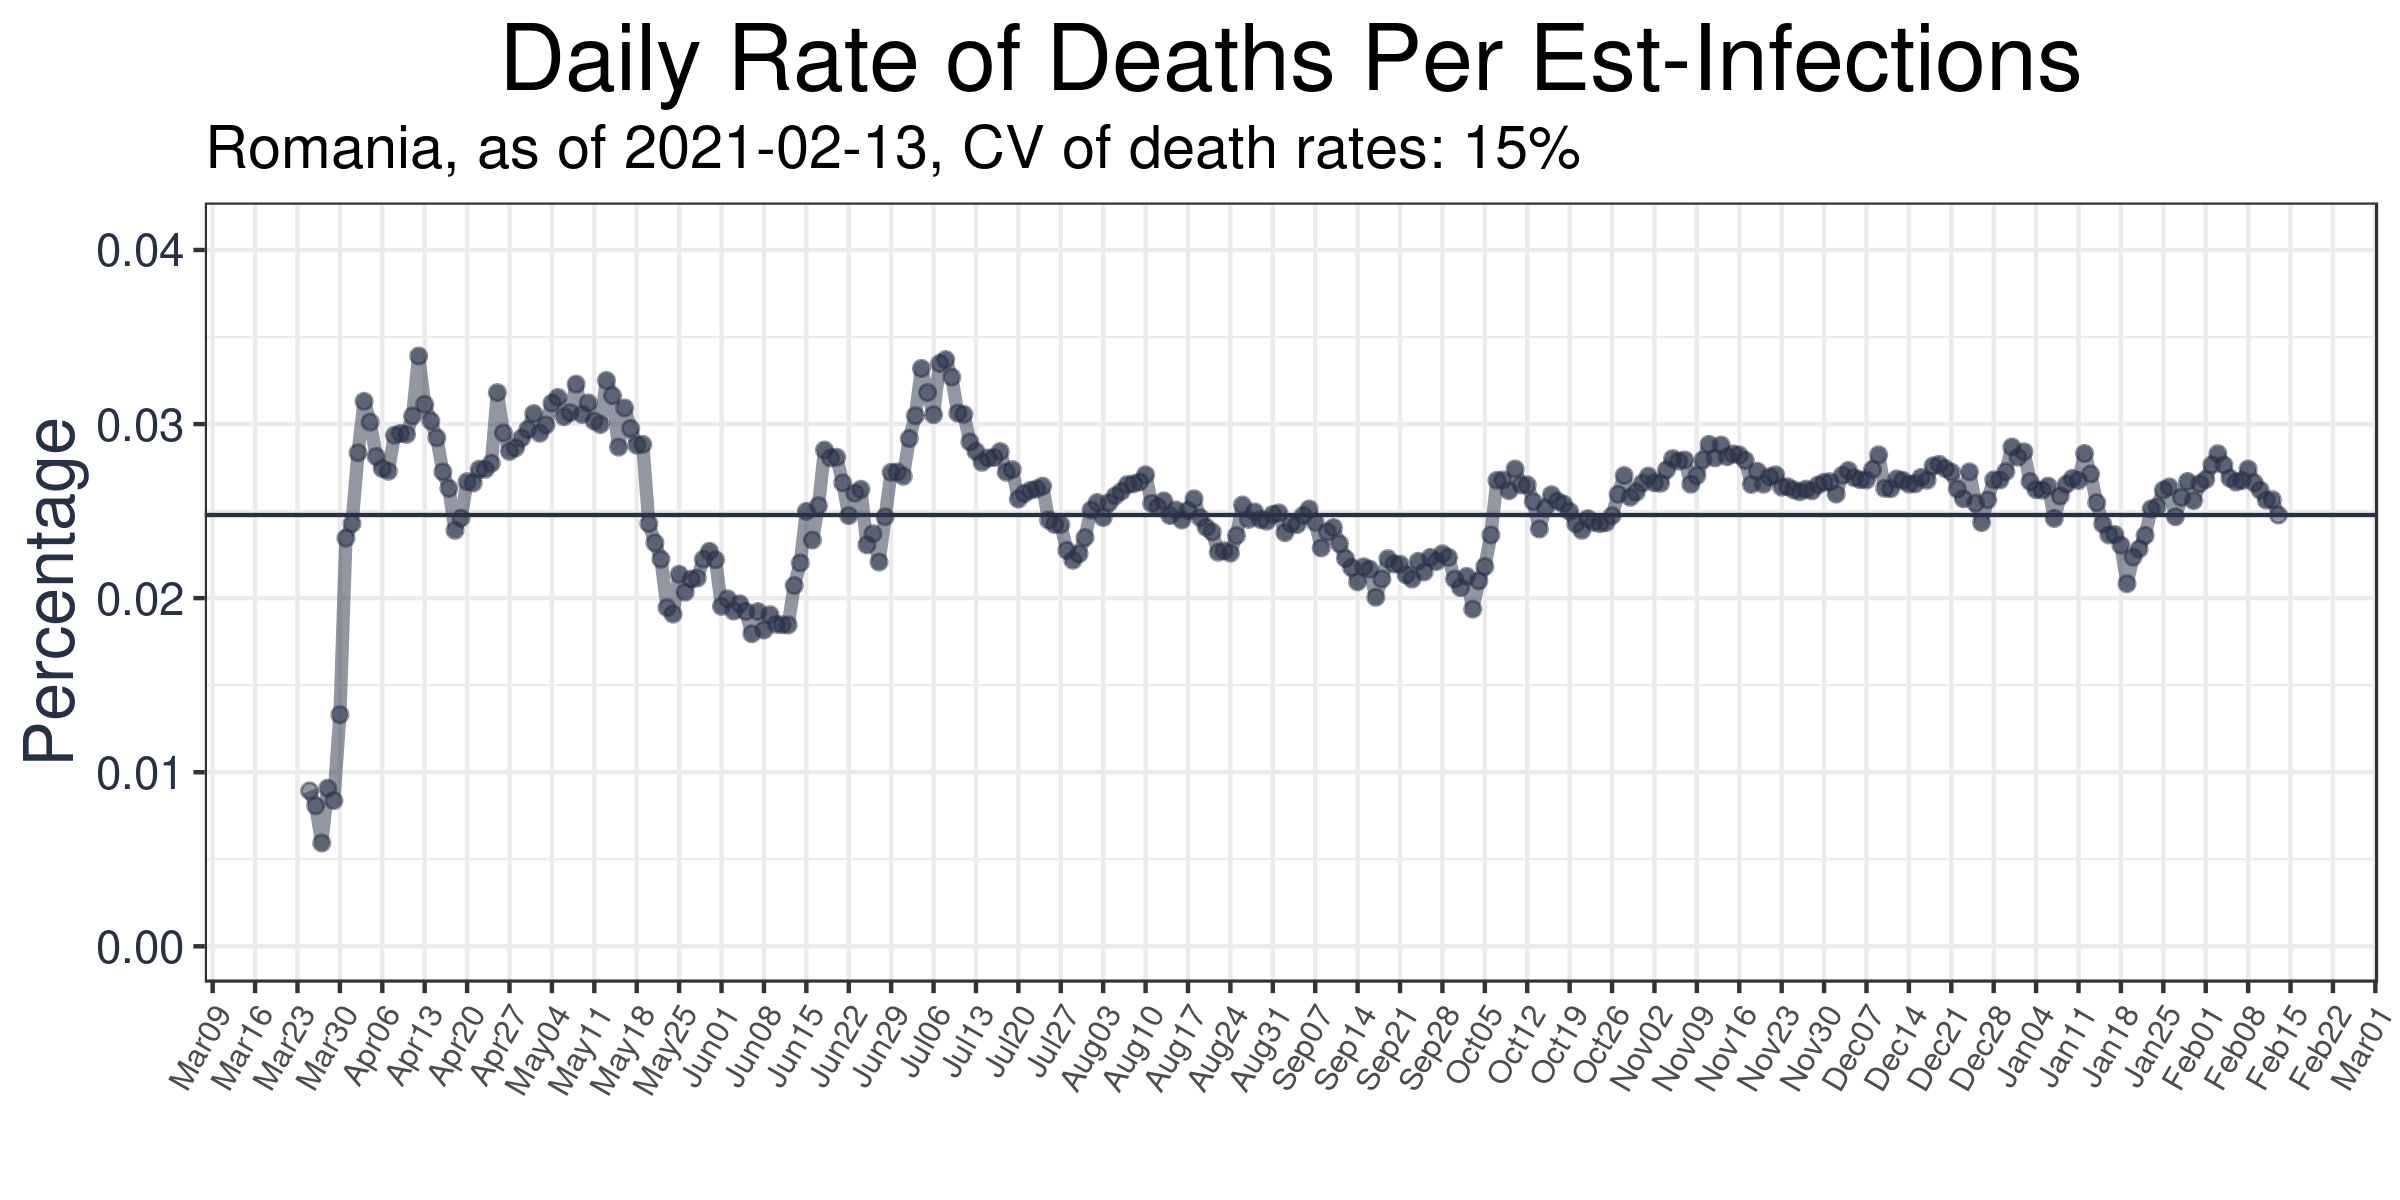 Daily Rate of Deaths Per Est-Infections
Romania, as of 2021-02-13, CV of death rates: 15%
Percentage
0.04
0.03
0.02
0.01
0.00
Mar09
Mar16
Mar23
Mar30
Apr06
Apr13
Apr20
Apr27
May04
May11
May18
May25
Jun01
Jun08
Jun15
Jun22
Jun29
Jul06
Jul13
Jul20
Jul27
Aug03
Aug10
Aug17
Aug24
Aug31
Sep07
Sep14
Sep21
Sep28
Oct05
Oct12
Oct19
Oct26
Nov02
Nov09
Nov16
Nov23
Nov30
Dec07
Dec14
Dec21
Dec28
Jan04
Jan11
Jan18
Jan25
Feb01
Feb08
Feb15
Feb22
Mar01